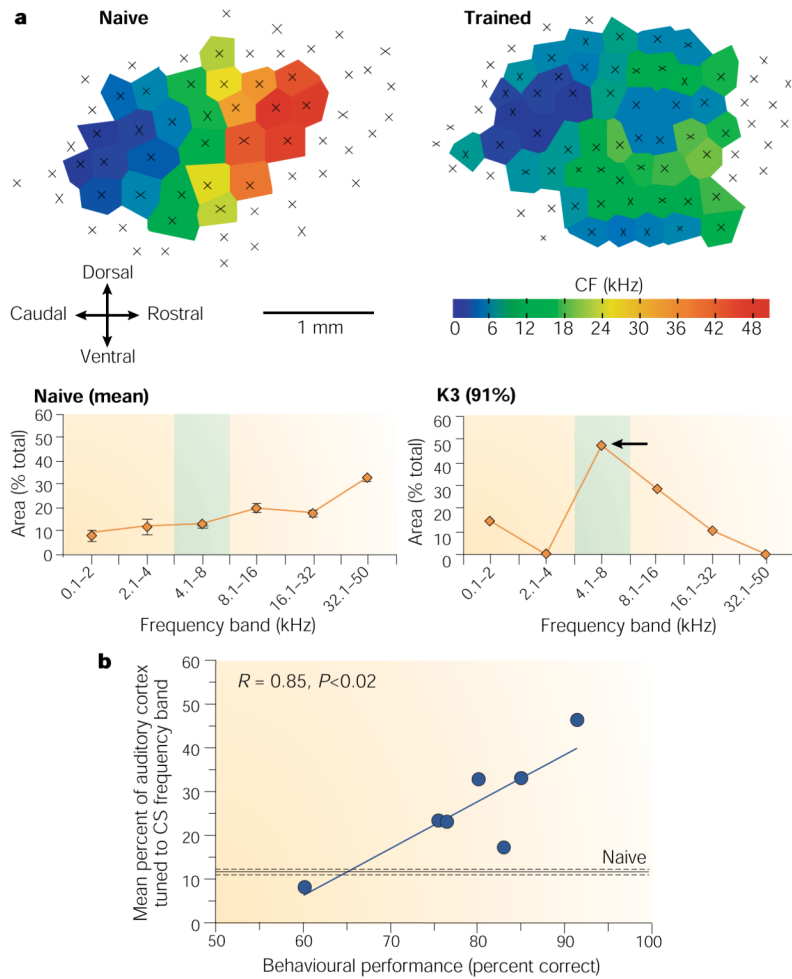 a
Naive
Trained
Dorsal
Caudal
Rostral
Ventral
1 mm
CF (kHz)
0 6 12 18 24 30 36 42 48
Naive (mean)
Area (% total)
60
50
40
30
20
10
0
0.1–2
2.1–4
4.1–8
8.1–16
16.1–32
32.1–50
Frequency band (kHz)
K3 (91%)
Area (% total)
60
50
40
30
20
10
0
0.1–2
2.1–4
4.1–8
8.1–16
16.1–32
32.1–50
Frequency band (kHz)
b
Mean percent of auditory cortex
tuned to CS frequency band
60
50
40
30
20
10
0
R = 0.85, P<0.02
Naive
50 60 70 80 90 100
Behavioural performance (percent correct)